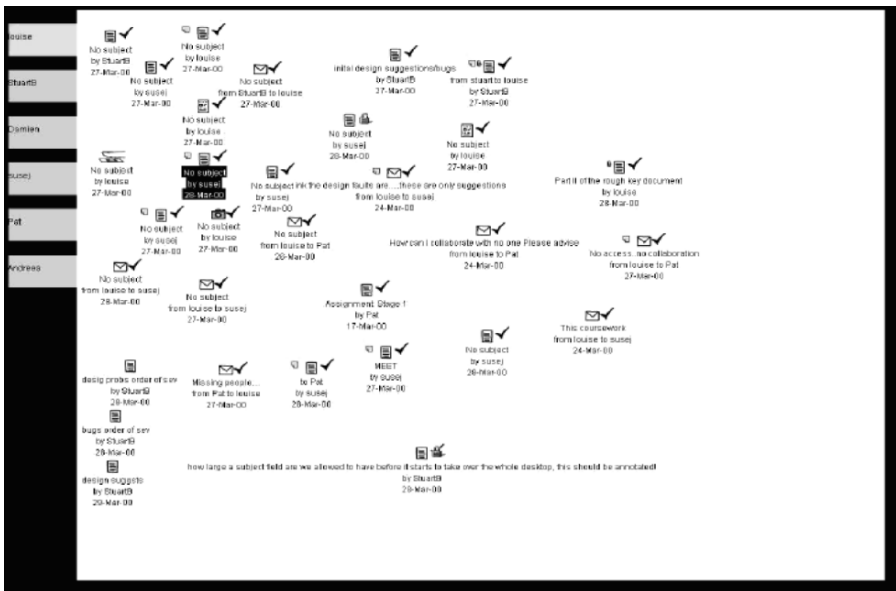 louise
StuartB
Damien
susej
Pat
Andreea
No subject
by StuartB
27-Mar-00
No subject
by louise
27-Mar-00
No subject
by susej
27-Mar-00
No subject
from StuartB to louise
27-Mar-00
inital design suggestions/bugs
by StuartB
27-Mar-00
from stuart to louise
by StuartB
27-Mar-00
No subject
by louise
27-Mar-00
No subject
by susej
28-Mar-00
No subject
by louise
27-Mar-00
No subject
by louise
27-Mar-00
No subject
by susej
28-Mar-00
No subject
by susej
27-Mar-00
ink the design faults are....these are only suggestions
from louise to susej
24-Mar-00
Part II of the rough key document
by louise
28-Mar-00
No subject
by susej
27-Mar-00
No subject
by louise
27-Mar-00
No subject
from louise to Pat
28-Mar-00
How can i collaborate with no one Please advise
from louise to Pat
24-Mar-00
No access..no collaboration
from louise to Pat
27-Mar-00
No subject
from louise to susej
28-Mar-00
No subject
from louise to susej
27-Mar-00
Assignment: Stage 1
by Pat
17-Mar-00
This coursework
from louise to susej
24-Mar-00
No subject
by susej
28-Mar-00
desig probs order of sev
by StuartB
28-Mar-00
Missing people...
from Pat to louise
27-Mar-00
to Pat
by susej
28-Mar-00
MEET
by susej
27-Mar-00
bugs order of sev
by StuartB
28-Mar-00
design suggsts
by StuartB
28-Mar-00
how large a subject field are we allowed to have before it starts to take over the whole desktop, this should be annotated!
by StuartB
28-Mar-00